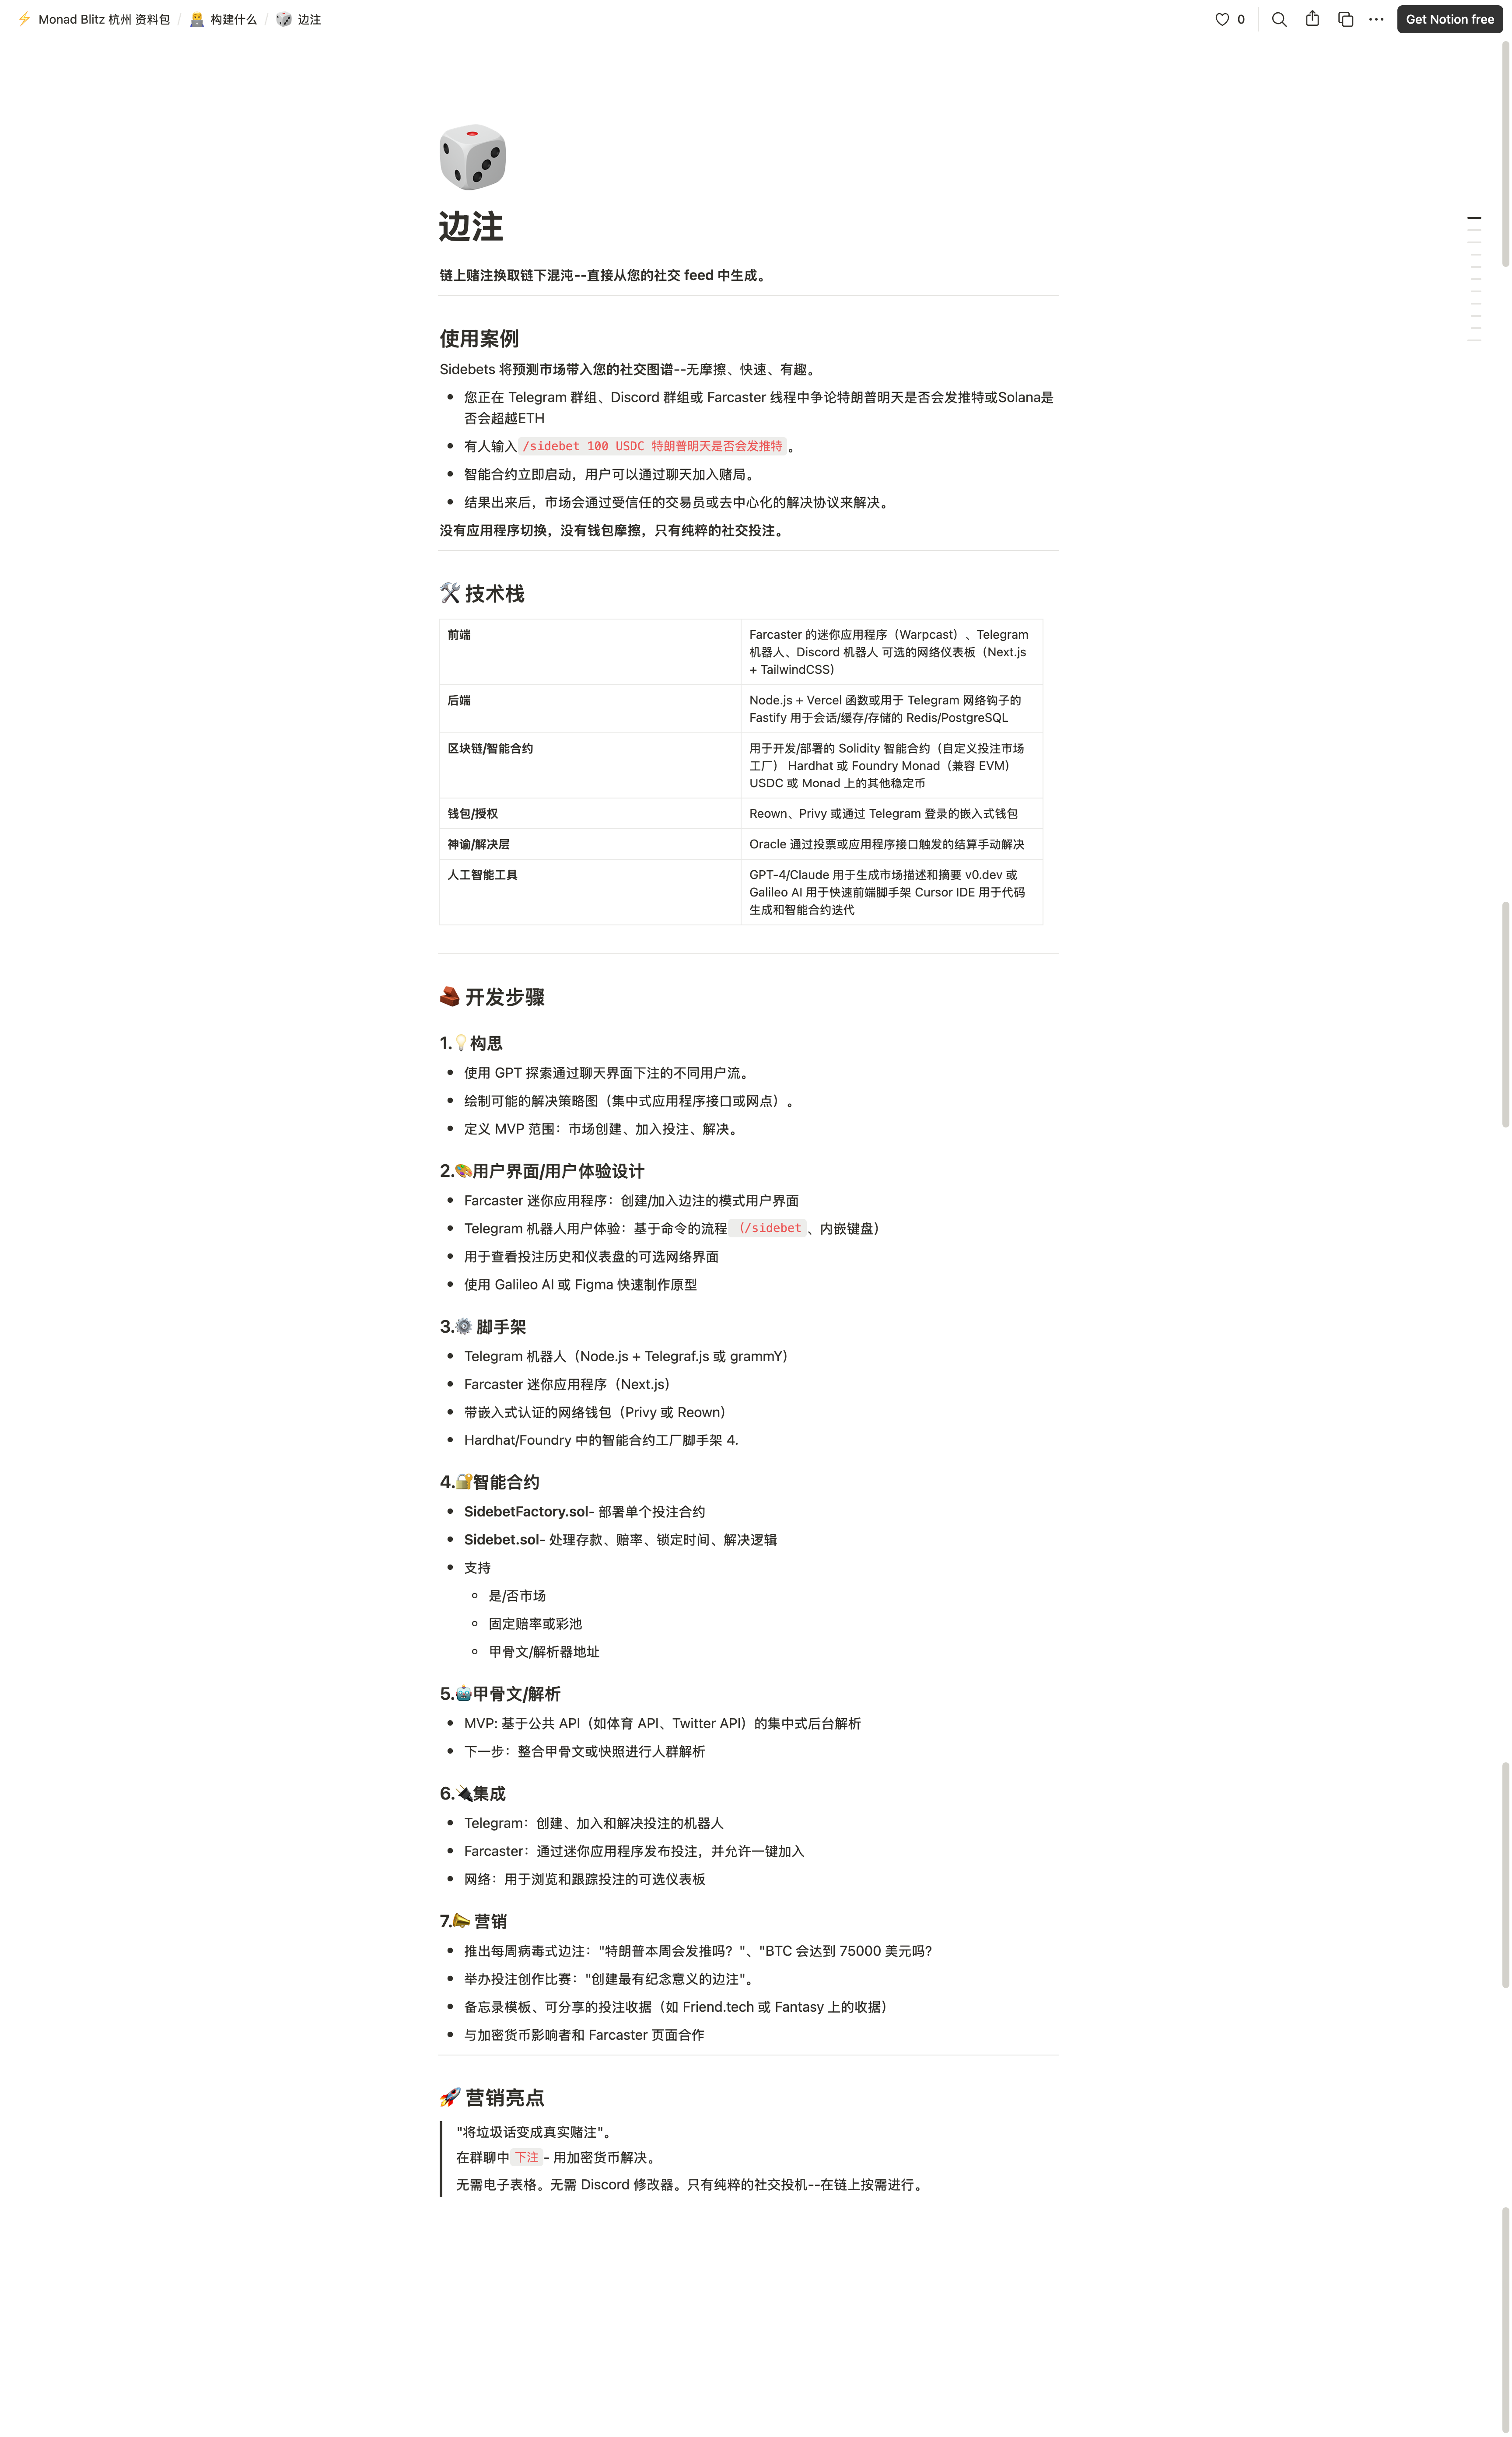 Monad Blitz 杭州 资料包 / 构建什么 / 边注
0
Get Notion free
边注
链上赌注换取链下混沌--直接从您的社交 feed 中生成。
使用案例
Sidebets 将预测市场带入您的社交图谱--无摩擦、快速、有趣。
您正在 Telegram 群组、Discord 群组或 Farcaster 线程中争论特朗普明天是否会发推特或Solana是
否会超越ETH
有人输入 /sidebet 100 USDC 特朗普明天是否会发推特 。
智能合约立即启动，用户可以通过聊天加入赌局。
结果出来后，市场会通过受信任的交易员或去中心化的解决协议来解决。
没有应用程序切换，没有钱包摩擦，只有纯粹的社交投注。
🛠 技术栈
前端
Farcaster 的迷你应用程序（Warpcast）、Telegram
机器人、Discord 机器人 可选的网络仪表板（Next.js
+ TailwindCSS)
后端
Node.js + Vercel 函数或用于 Telegram 网络钩子的
Fastify 用于会话/缓存/存储的 Redis/PostgreSQL
区块链/智能合约
用于开发/部署的 Solidity 智能合约（自定义投注市场
工厂） Hardhat 或 Foundry Monad（兼容 EVM）
USDC 或 Monad 上的其他稳定币
钱包/授权
Reown、Privy 或通过 Telegram 登录的嵌入式钱包
神谕/解决层
Oracle 通过投票或应用程序接口触发的结算手动解决
人工智能工具
GPT-4/Claude 用于生成市场描述和摘要 v0.dev 或
Galileo AI 用于快速前端脚手架 Cursor IDE 用于代码
生成和智能合约迭代
🧱 开发步骤
1.💡构思
使用 GPT 探索通过聊天界面下注的不同用户流。
绘制可能的解决策略图（集中式应用程序接口或网点）。
定义 MVP 范围：市场创建、加入投注、解决。
2.🎨用户界面/用户体验设计
Farcaster 迷你应用程序：创建/加入边注的模式用户界面
Telegram 机器人用户体验：基于命令的流程（/sidebet、内嵌键盘）
用于查看投注历史和仪表盘的可选网络界面
使用 Galileo AI 或 Figma 快速制作原型
3.⚙️ 脚手架
Telegram 机器人（Node.js + Telegraf.js 或 grammY）
Farcaster 迷你应用程序（Next.js）
带嵌入式认证的网络钱包（Privy 或 Reown）
Hardhat/Foundry 中的智能合约工厂脚手架 4.
4.🔐智能合约
SidebetFactory.sol- 部署单个投注合约
Sidebet.sol- 处理存款、赔率、锁定时间、解决逻辑
支持
是/否市场
固定赔率或彩池
甲骨文/解析器地址
5.🤖甲骨文/解析
MVP: 基于公共 API（如体育 API、Twitter API）的集中式后台解析
下一步：整合甲骨文或快照进行人群解析
6.🔌集成
Telegram：创建、加入和解决投注的机器人
Farcaster：通过迷你应用程序发布投注，并允许一键加入
网络：用于浏览和跟踪投注的可选仪表板
7.📣 营销
推出每周病毒式边注："特朗普本周会发推吗？"、"BTC 会达到 75000 美元吗?
举办投注创作比赛："创建最有纪念意义的边注"。
备忘录模板、可分享的投注收据（如 Friend.tech 或 Fantasy 上的收据）
与加密货币影响者和 Farcaster 页面合作
🚀 营销亮点
"将垃圾话变成真实赌注"。
在群聊中 下注 - 用加密货币解决。
无需电子表格。无需 Discord 修改器。只有纯粹的社交投机--在链上按需进行。